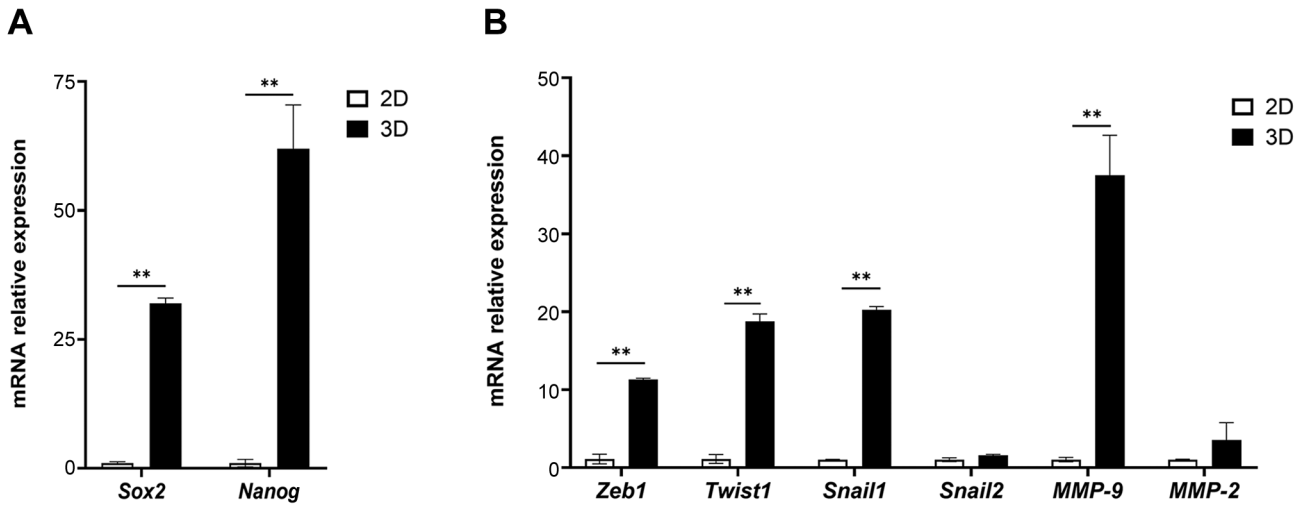 A
mRNA relative expression
75
50
25
0
**
**
2D
3D
Sox2
Nanog
B
mRNA relative expression
50
40
30
20
10
0
**
**
**
**
2D
3D
Zeb1
Twist1
Snail1
Snail2
MMP-9
MMP-2